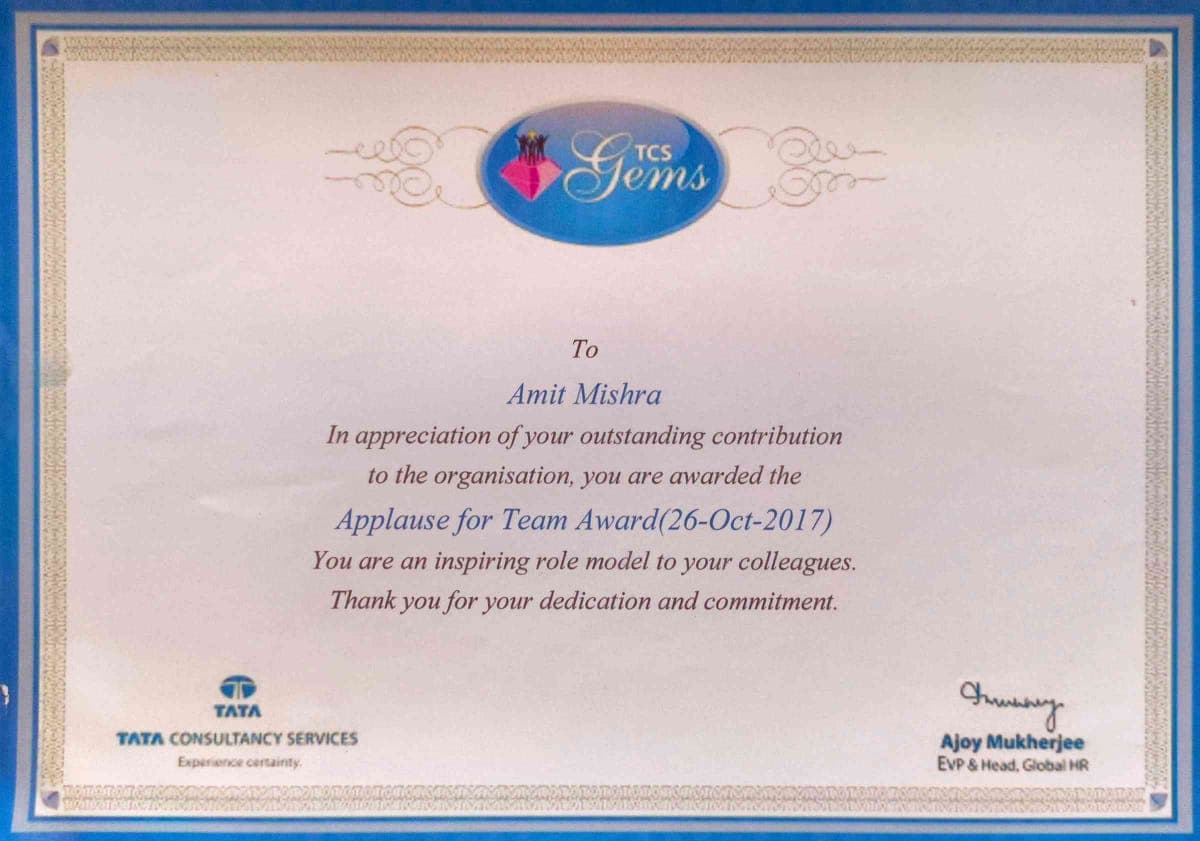 TCS
Gems
To
Amit Mishra
In appreciation of your outstanding contribution
to the organisation, you are awarded the
Applause for Team Award(26-Oct-2017)
You are an inspiring role model to your colleagues.
Thank you for your dedication and commitment.
TATA
TATA CONSULTANCY SERVICES
Experience certainty.
Ajoy Mukherjee
EVP & Head, Global HR